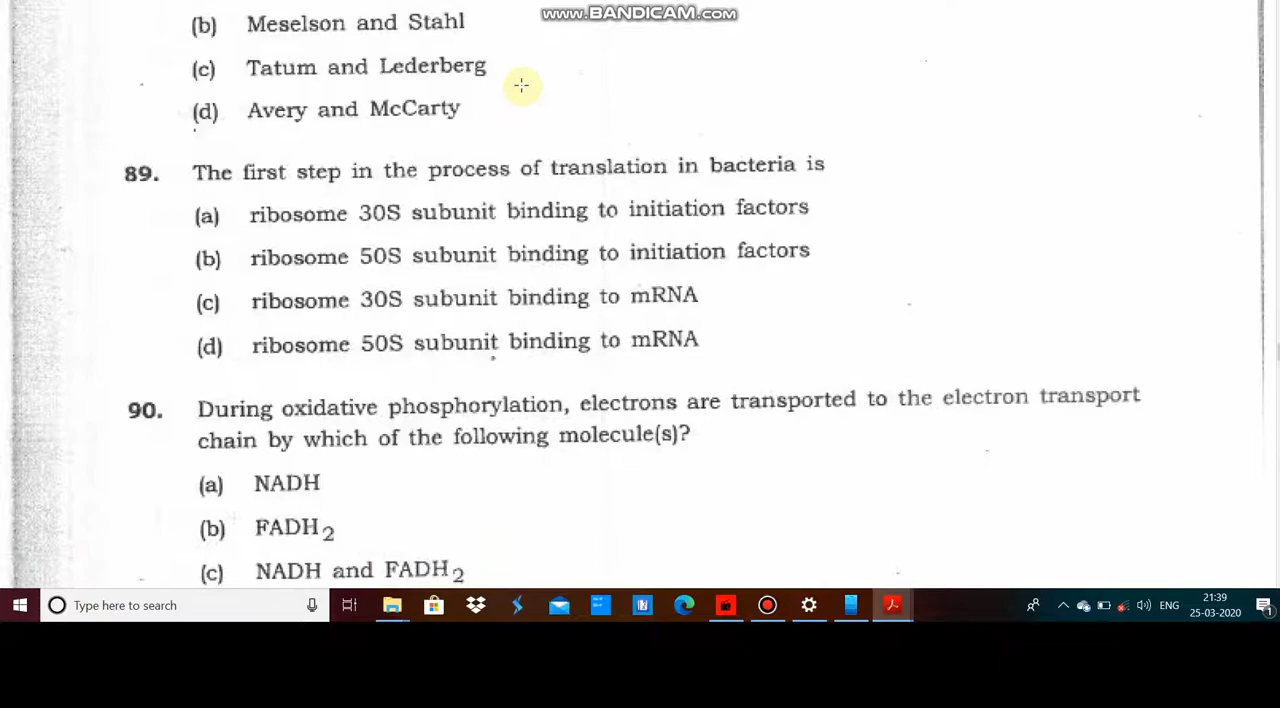 www.BANDICAM.com
(b) Meselson and Stahl
(c) Tatum and Lederberg
(d) Avery and McCarty
89. The first step in the process of translation in bacteria is
(a) ribosome 30S subunit binding to initiation factors
(b) ribosome 50S subunit binding to initiation factors
(c) ribosome 30S subunit binding to mRNA
(d) ribosome 50S subunit binding to mRNA
90. During oxidative phosphorylation, electrons are transported to the electron transport
chain by which of the following molecule(s)?
(a) NADH
(b) FADH2
(c) NADH and FADH2
Type here to search
ENG
21:39
25-03-2020
1